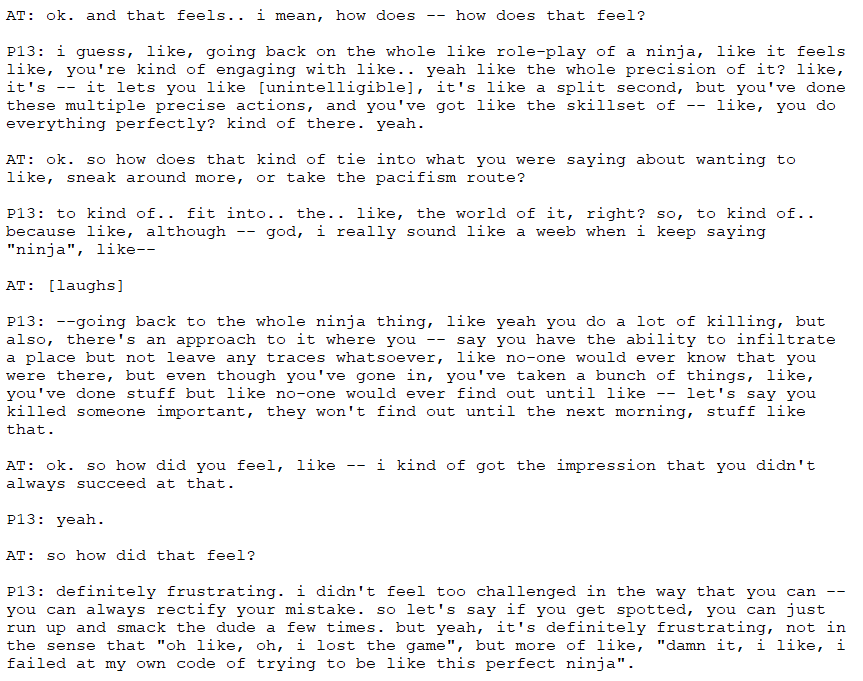 AT: ok. and that feels.. i mean, how does -- how does that feel?
P13: i guess, like, going back on the whole like role-play of a ninja, like it feels
like, you're kind of engaging with like.. yeah like the whole precision of it? like,
it's -- it lets you like [unintelligible], it's like a split second, but you've done
these multiple precise actions, and you've got like the skillset of -- like, you do
everything perfectly? kind of there. yeah.
AT: ok. so how does that kind of tie into what you were saying about wanting to
like, sneak around more, or take the pacifism route?
P13: to kind of.. fit into.. the.. like, the world of it, right? so, to kind of..
because like, although -- god, i really sound like a weeb when i keep saying
"ninja", like--
AT: [laughs]
P13: --going back to the whole ninja thing, like yeah you do a lot of killing, but
also, there's an approach to it where you -- say you have the ability to infiltrate
a place but not leave any traces whatsoever, like no-one would ever know that you
were there, but even though you've gone in, you've taken a bunch of things, like,
you've done stuff but like no-one would ever find out until like -- let's say you
killed someone important, they won't find out until the next morning, stuff like
that.
AT: ok. so how did you feel, like -- i kind of got the impression that you didn't
always succeed at that.
P13: yeah.
AT: so how did that feel?
P13: definitely frustrating. i didn't feel too challenged in the way that you can --
you can always rectify your mistake. so let's say if you get spotted, you can just
run up and smack the dude a few times. but yeah, it's definitely frustrating, not in
the sense that "oh like, oh, i lost the game", but more of like, "damn it, i like, i
failed at my own code of trying to be like this perfect ninja".